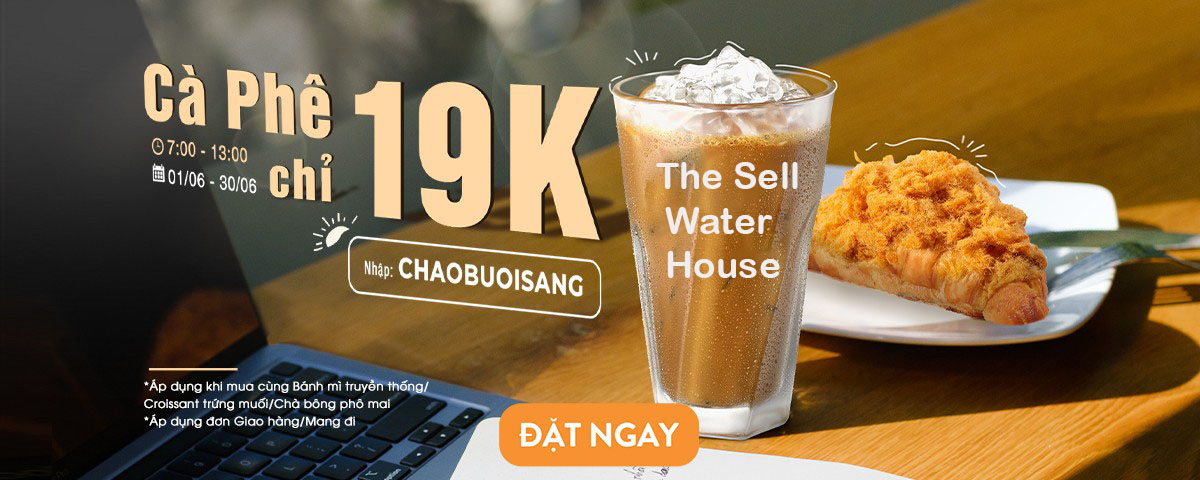 Cà Phê
chỉ
19K
7:00 - 13:00
01/06 - 30/06
Nhập: CHAOBUOISANG
*Áp dụng khi mua cùng Bánh mì truyền thống/
Croissant trứng muối/Chà bông phô mai
*Áp dụng đơn Giao hàng/Mang đi
The Sell
Water
House
ĐẶT NGAY